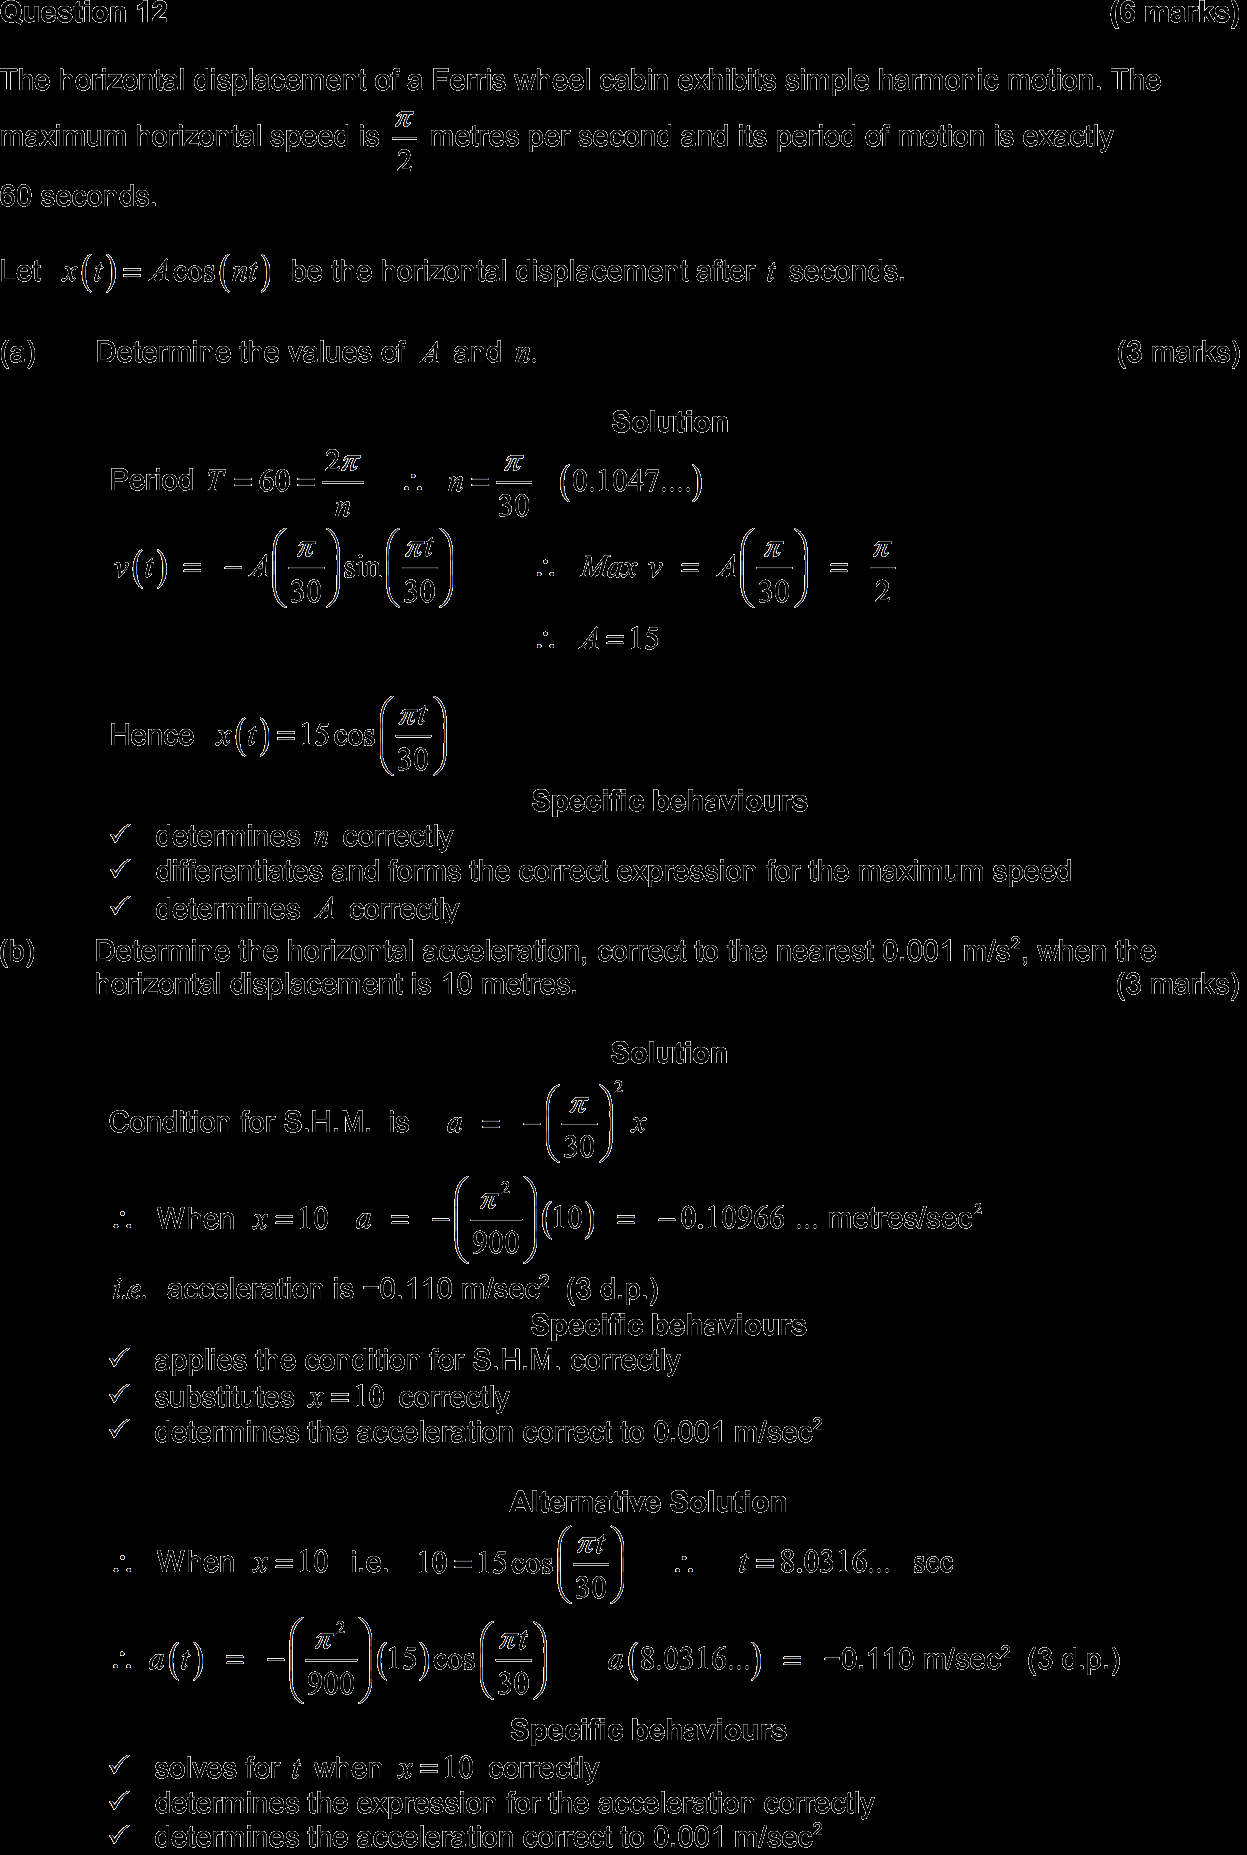 Question 12 (6 marks)
The horizontal displacement of a Ferris wheel cabin exhibits simple harmonic motion. The
maximum horizontal speed is π/2 metres per second and its period of motion is exactly
60 seconds.
Let x(t) = A cos(nt) be the horizontal displacement after t seconds.
(a) Determine the values of A and n. (3 marks)
Solution
Period T = 60 = 2π/n ∴ n = π/30 (0.1047....)
v(t) = −A(π/30)sin(πt/30) ∴ Max v = A(π/30) = π/2
∴ A = 15
Hence x(t) = 15 cos(πt/30)
Specific behaviours
✓ determines n correctly
✓ differentiates and forms the correct expression for the maximum speed
✓ determines A correctly
(b) Determine the horizontal acceleration, correct to the nearest 0.001 m/s², when the
horizontal displacement is 10 metres. (3 marks)
Solution
Condition for S.H.M. is a = −(π/30)² x
∴ When x = 10 a = −(π²/900)(10) = −0.10966 ... metres/sec²
i.e. acceleration is −0.110 m/sec² (3 d.p.)
Specific behaviours
✓ applies the condition for S.H.M. correctly
✓ substitutes x = 10 correctly
✓ determines the acceleration correct to 0.001 m/sec²
Alternative Solution
∴ When x = 10 i.e. 10 = 15 cos(πt/30) ∴ t = 8.0316... sec
∴ a(t) = −(π²/900)(15)cos(πt/30) a(8.0316...) = −0.110 m/sec² (3 d.p.)
Specific behaviours
✓ solves for t when x = 10 correctly
✓ determines the expression for the acceleration correctly
✓ determines the acceleration correct to 0.001 m/sec²